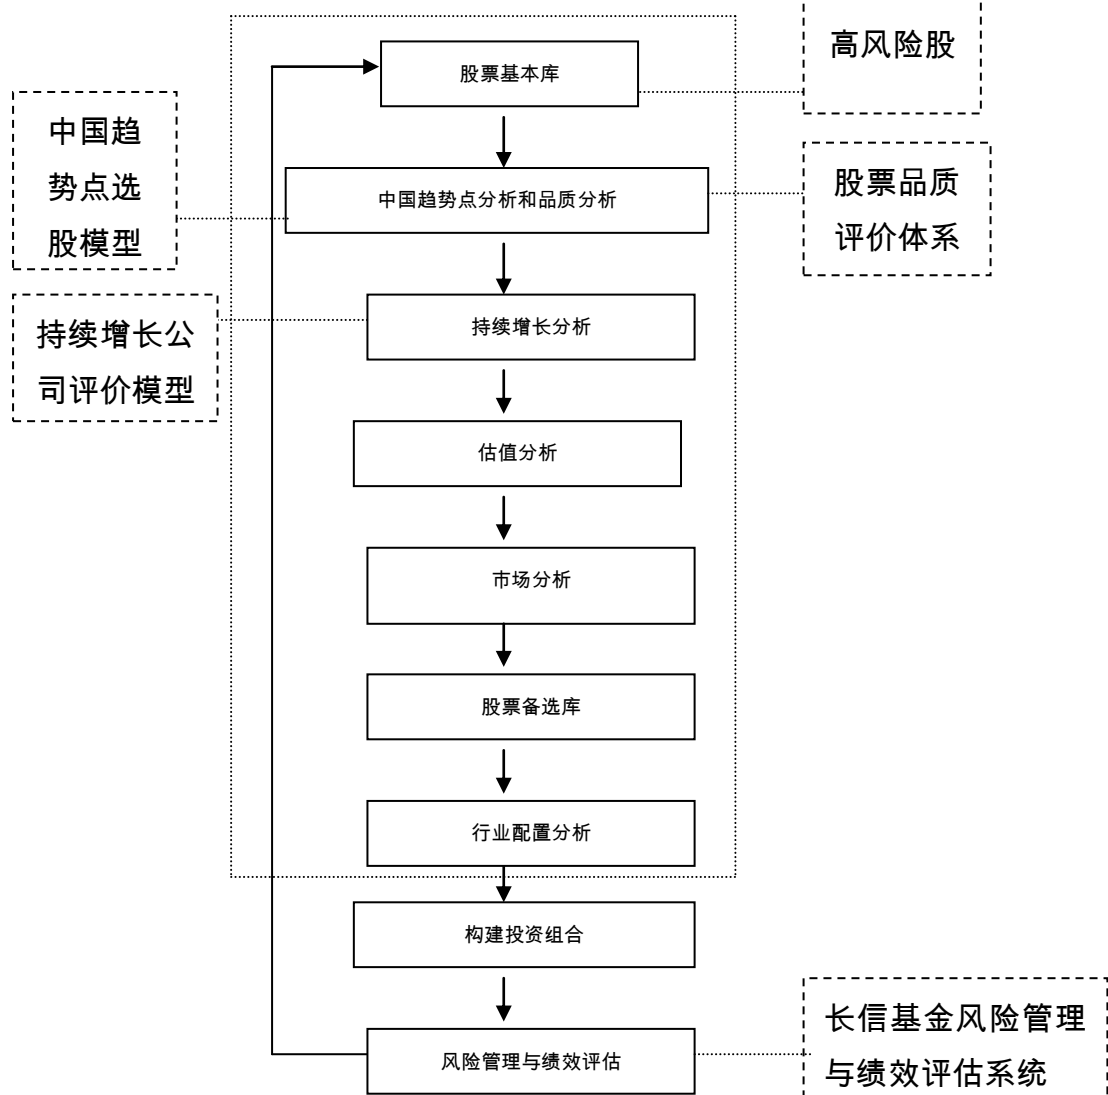 高风险股
股票基本库
中国趋
势点选
股模型
中国趋势点分析和品质分析
股票品质
评价体系
持续增长公
司评价模型
持续增长分析
估值分析
市场分析
股票备选库
行业配置分析
构建投资组合
风险管理与绩效评估
长信基金风险管理
与绩效评估系统